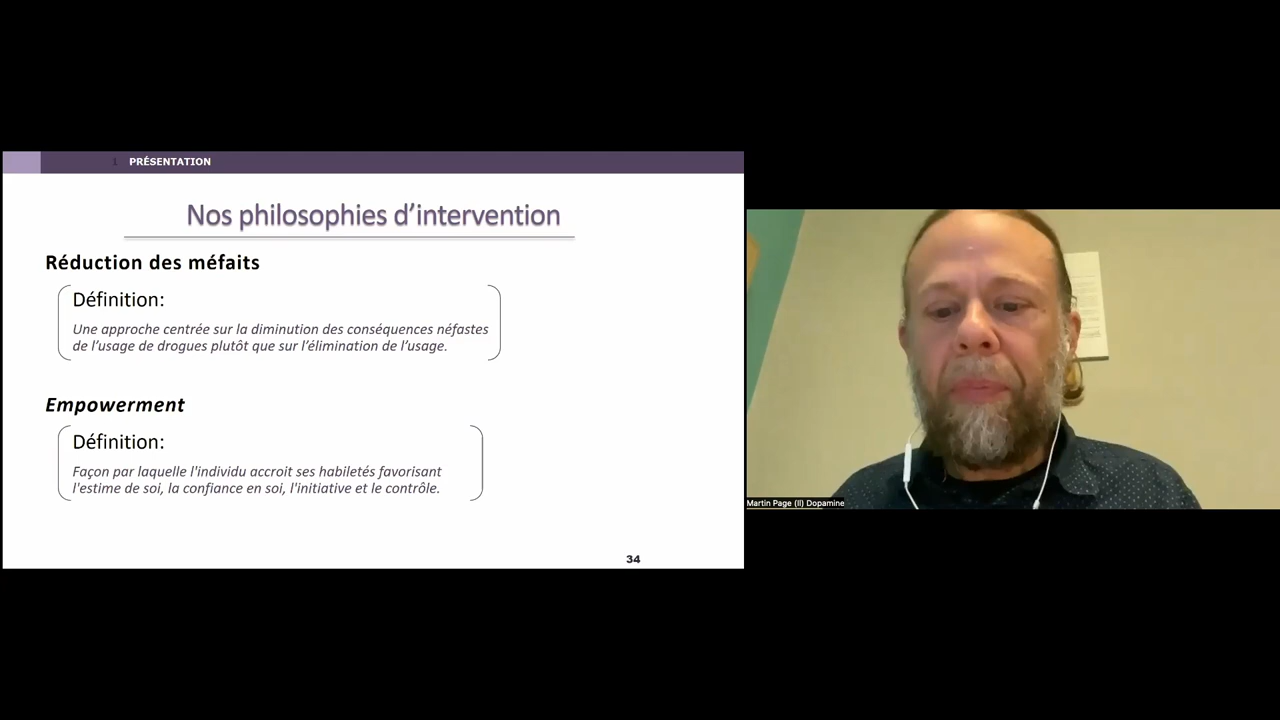 1 PRÉSENTATION
Nos philosophies d’intervention
Réduction des méfaits
Définition:
Une approche centrée sur la diminution des conséquences néfastes
de l’usage de drogues plutôt que sur l’élimination de l’usage.
Empowerment
Définition:
Façon par laquelle l'individu accroit ses habiletés favorisant
l'estime de soi, la confiance en soi, l'initiative et le contrôle.
34
Martin Page (Il) Dopamine